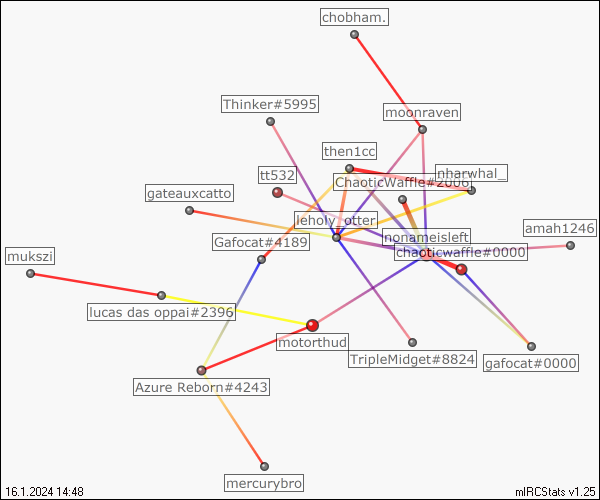 chobham.
Thinker#5995
moonraven
then1cc
tt532
ChaoticWaffle#2006
nharwhal_
gateauxcatto
leholy_otter
amah1246
nonameisleft
Gafocat#4189
chaoticwaffle#0000
mukszi
lucas das oppai#2396
motorthud
TripleMidget#8824
gafocat#0000
Azure Reborn#4243
mercurybro
16.1.2024 14:48
mIRCStats v1.25